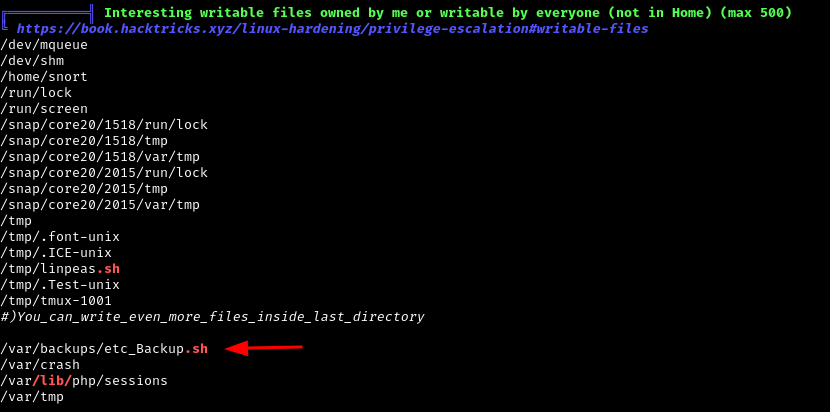 Interesting writable files owned by me or writable by everyone (not in Home) (max 500)
https://book.hacktricks.xyz/linux-hardening/privilege-escalation#writable-files
/dev/mqueue
/dev/shm
/home/snort
/run/lock
/run/screen
/snap/core20/1518/run/lock
/snap/core20/1518/tmp
/snap/core20/1518/var/tmp
/snap/core20/2015/run/lock
/snap/core20/2015/tmp
/snap/core20/2015/var/tmp
/tmp
/tmp/.font-unix
/tmp/.ICE-unix
/tmp/linpeas.sh
/tmp/.Test-unix
/tmp/tmux-1001
#)You_can_write_even_more_files_inside_last_directory
/var/backups/etc_Backup.sh
/var/crash
/var/lib/php/sessions
/var/tmp